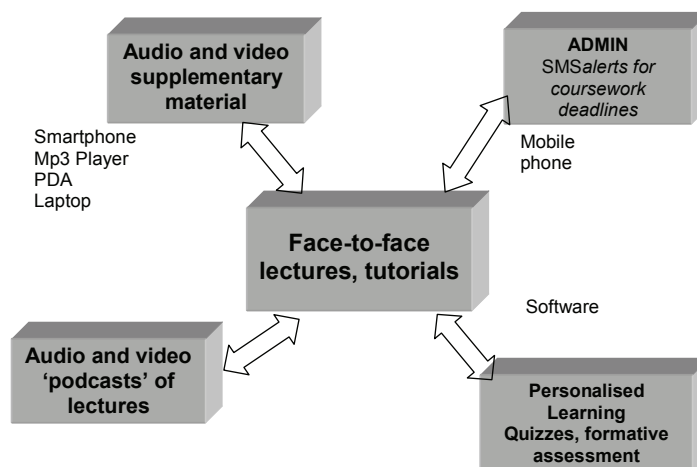 Audio and video
supplementary
material
ADMIN
SMSalerts for
coursework
deadlines
Smartphone
Mp3 Player
PDA
Laptop
Mobile
phone
Face-to-face
lectures, tutorials
Software
Audio and video
‘podcasts’ of
lectures
Personalised
Learning
Quizzes, formative
assessment